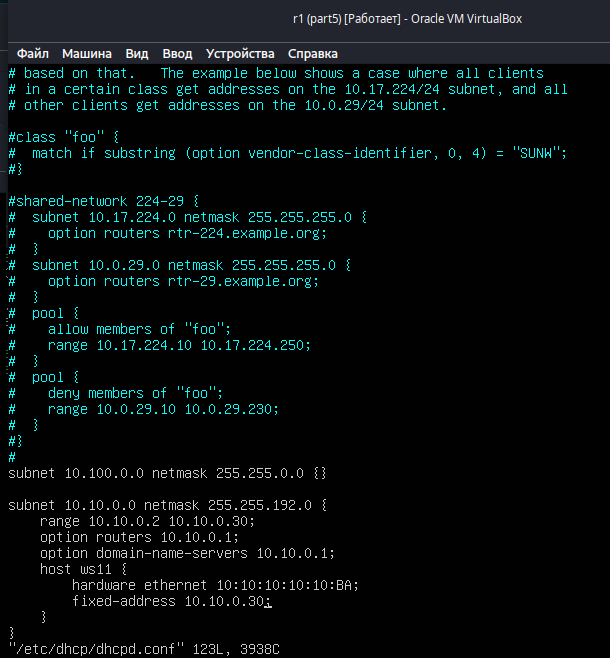 r1 (part5) [Работает] - Oracle VM VirtualBox
Файл Машина Вид Ввод Устройства Справка
# based on that.   The example below shows a case where all clients
# in a certain class get addresses on the 10.17.224/24 subnet, and all
# other clients get addresses on the 10.0.29/24 subnet.
#class "foo" {
#  match if substring (option vendor-class-identifier, 0, 4) = "SUNW";
#}
#shared-network 224-29 {
#  subnet 10.17.224.0 netmask 255.255.255.0 {
#    option routers rtr-224.example.org;
#  }
#  subnet 10.0.29.0 netmask 255.255.255.0 {
#    option routers rtr-29.example.org;
#  }
#  pool {
#    allow members of "foo";
#    range 10.17.224.10 10.17.224.250;
#  }
#  pool {
#    deny members of "foo";
#    range 10.0.29.10 10.0.29.230;
#  }
#}
#
subnet 10.100.0.0 netmask 255.255.0.0 {}
subnet 10.10.0.0 netmask 255.255.192.0 {
    range 10.10.0.2 10.10.0.30;
    option routers 10.10.0.1;
    option domain-name-servers 10.10.0.1;
    host ws11 {
        hardware ethernet 10:10:10:10:10:BA;
        fixed-address 10.10.0.30;
    }
}
"/etc/dhcp/dhcpd.conf" 123L, 3938C